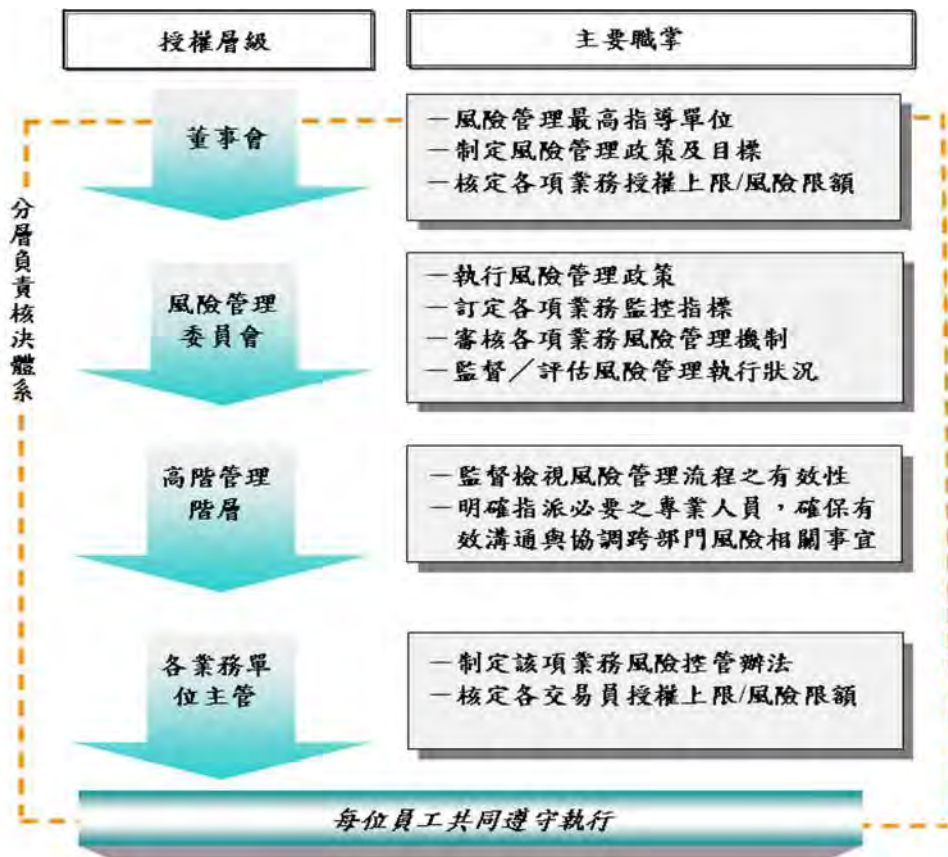 授權層級
主要職掌
分層負責核決體系
董事會
－風險管理最高指導單位
－制定風險管理政策及目標
－核定各項業務授權上限/風險限額
風險管理
委員會
－執行風險管理政策
－訂定各項業務監控指標
－審核各項業務風險管理機制
－監督／評估風險管理執行狀況
高階管理
階層
－監督檢視風險管理流程之有效性
－明確指派必要之專業人員，確保有
效溝通與協調跨部門風險相關事宜
各業務單
位主管
－制定該項業務風險控管辦法
－核定各交易員授權上限/風險限額
每位員工共同遵守執行